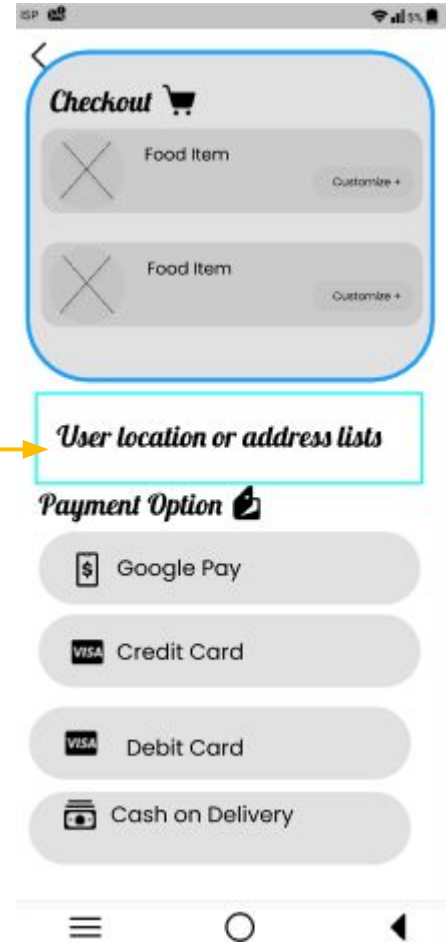 ISP
5%
Checkout
Food Item
Customize +
Food Item
Customize +
User location or address lists
Payment Option
$ Google Pay
VISA Credit Card
VISA Debit Card
Cash on Delivery